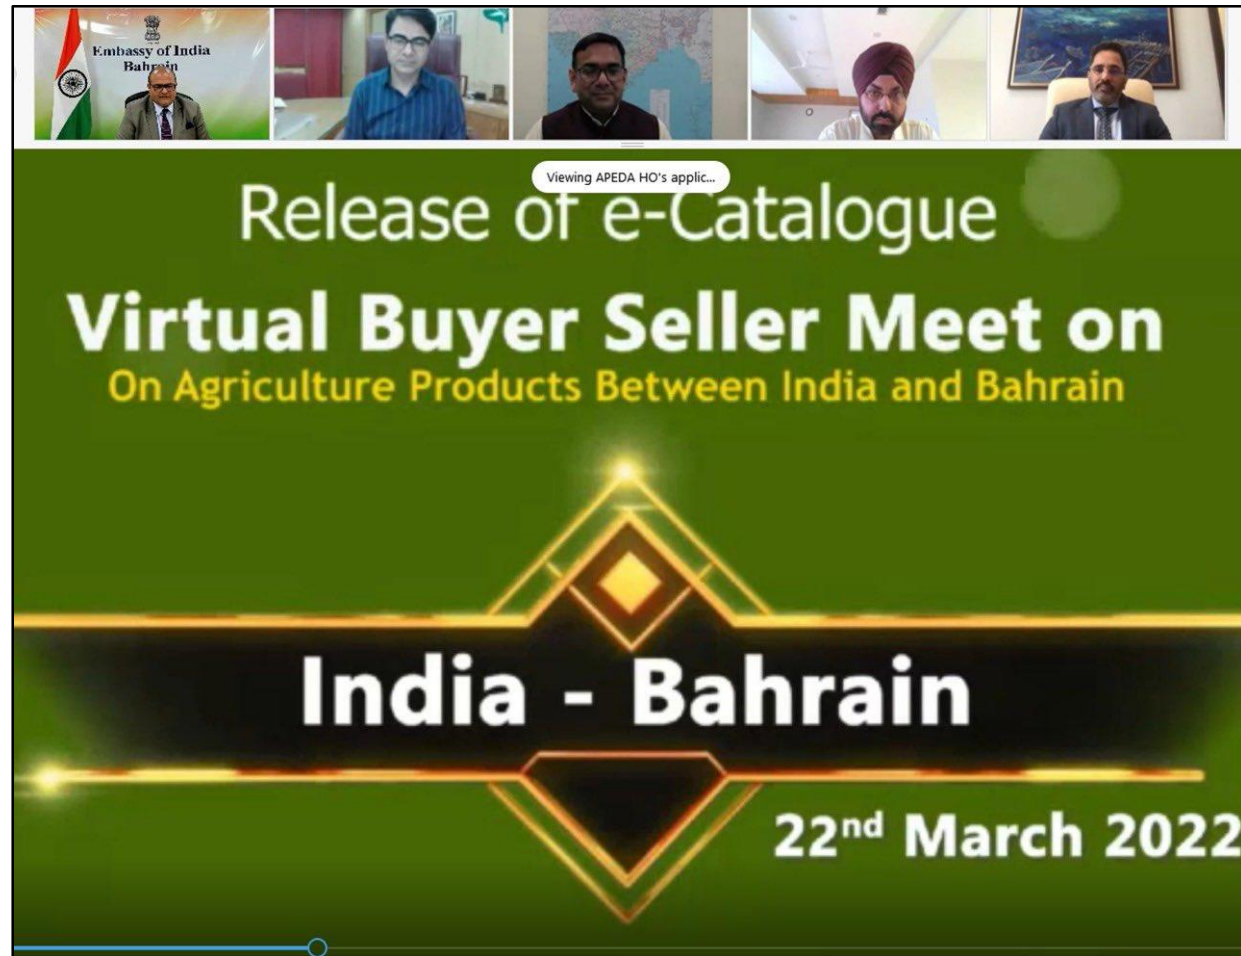 Embassy of India
Bahrain
Viewing APEDA HO's applic...
Release of e-Catalogue
Virtual Buyer Seller Meet on
On Agriculture Products Between India and Bahrain
India - Bahrain
22nd March 2022